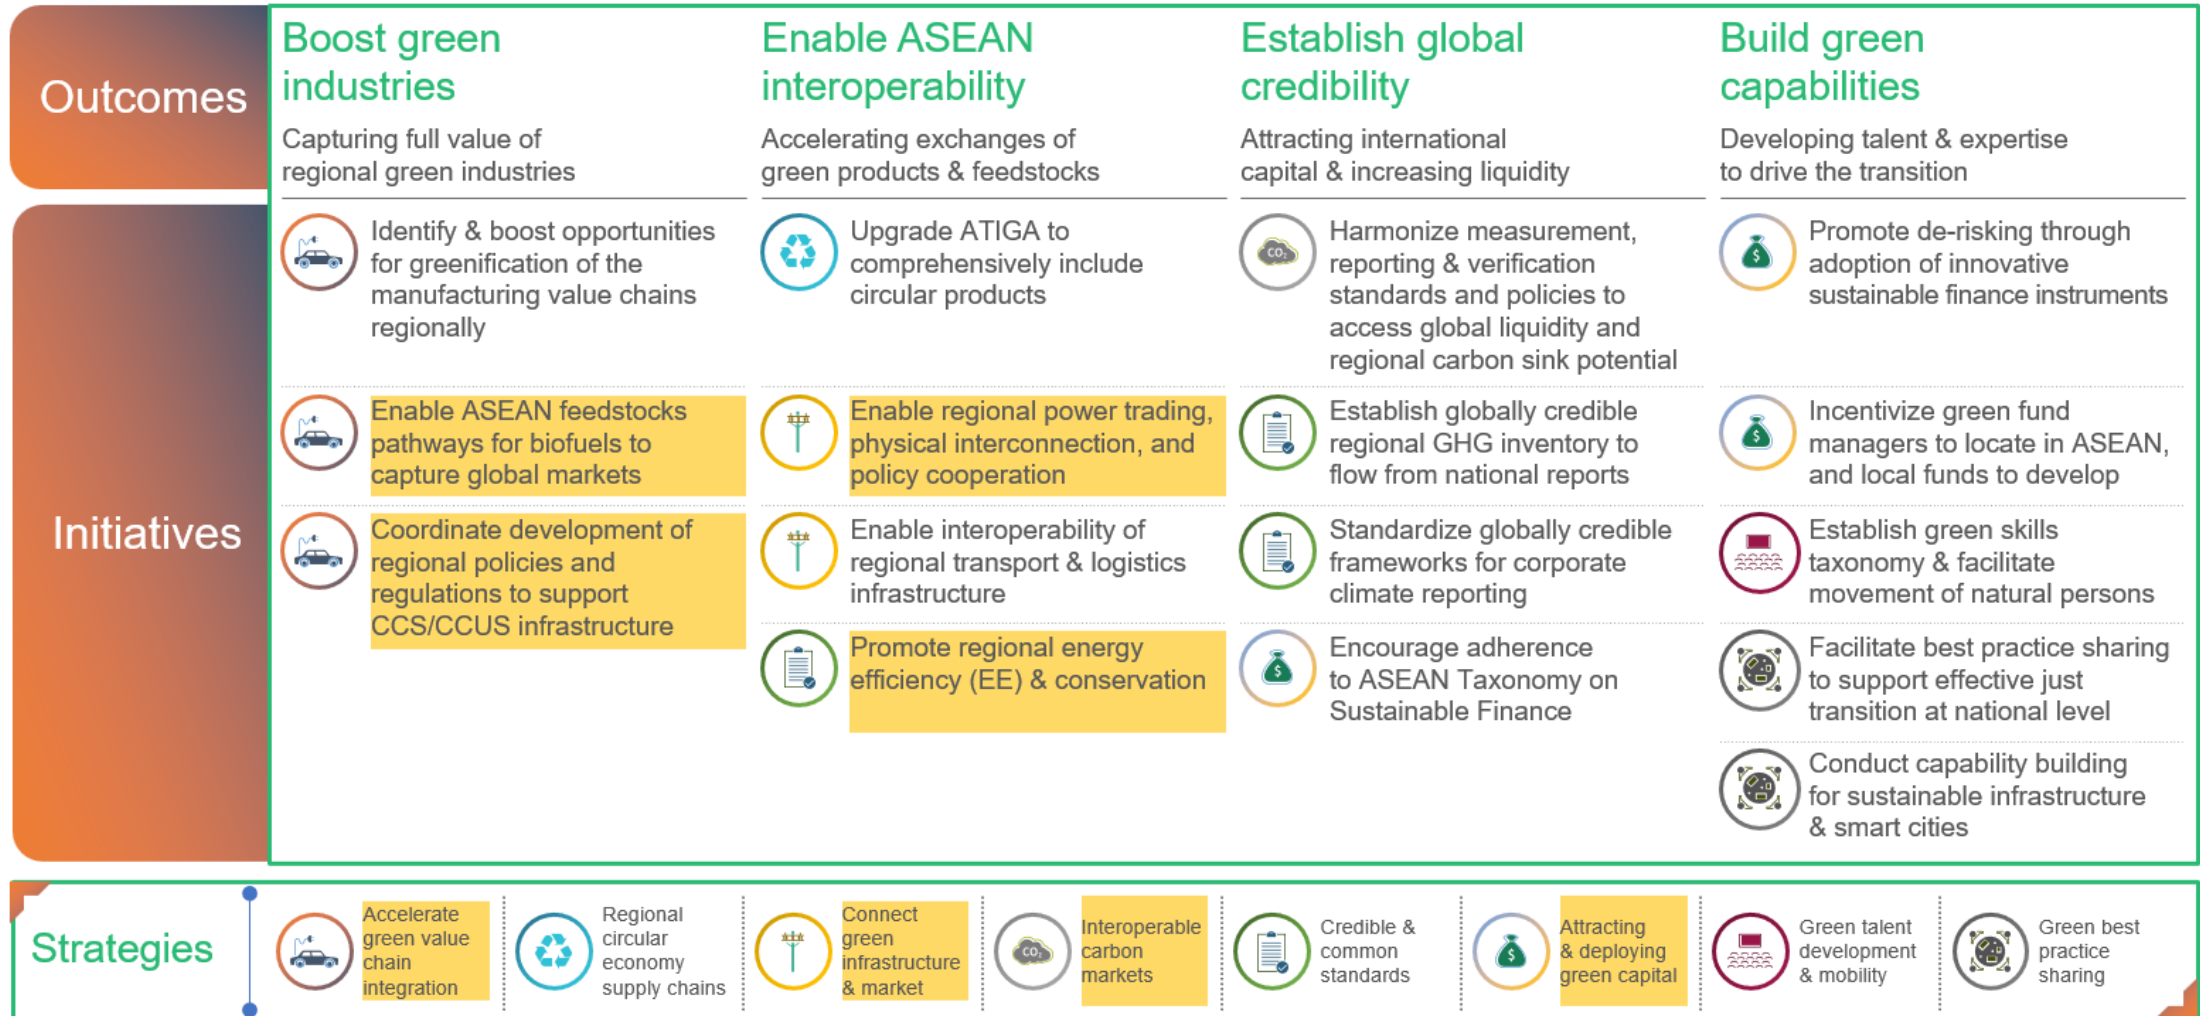 Outcomes
Boost green
industries
Capturing full value of
regional green industries
Enable ASEAN
interoperability
Accelerating exchanges of
green products & feedstocks
Establish global
credibility
Attracting international
capital & increasing liquidity
Build green
capabilities
Developing talent & expertise
to drive the transition
Initiatives
Identify & boost opportunities
for greenification of the
manufacturing value chains
regionally
Enable ASEAN feedstocks
pathways for biofuels to
capture global markets
Coordinate development of
regional policies and
regulations to support
CCS/CCUS infrastructure
Upgrade ATIGA to
comprehensively include
circular products
Enable regional power trading,
physical interconnection, and
policy cooperation
Enable interoperability of
regional transport & logistics
infrastructure
Promote regional energy
efficiency (EE) & conservation
CO₂
Harmonize measurement,
reporting & verification
standards and policies to
access global liquidity and
regional carbon sink potential
Establish globally credible
regional GHG inventory to
flow from national reports
Standardize globally credible
frameworks for corporate
climate reporting
$
Encourage adherence
to ASEAN Taxonomy on
Sustainable Finance
$
Promote de-risking through
adoption of innovative
sustainable finance instruments
$
Incentivize green fund
managers to locate in ASEAN,
and local funds to develop
Establish green skills
taxonomy & facilitate
movement of natural persons
Facilitate best practice sharing
to support effective just
transition at national level
Conduct capability building
for sustainable infrastructure
& smart cities
Strategies
Accelerate
green value
chain
integration
Regional
circular
economy
supply chains
Connect
green
infrastructure
& market
CO₂
Interoperable
carbon
markets
Credible &
common
standards
$
Attracting
& deploying
green capital
Green talent
development
& mobility
Green best
practice
sharing